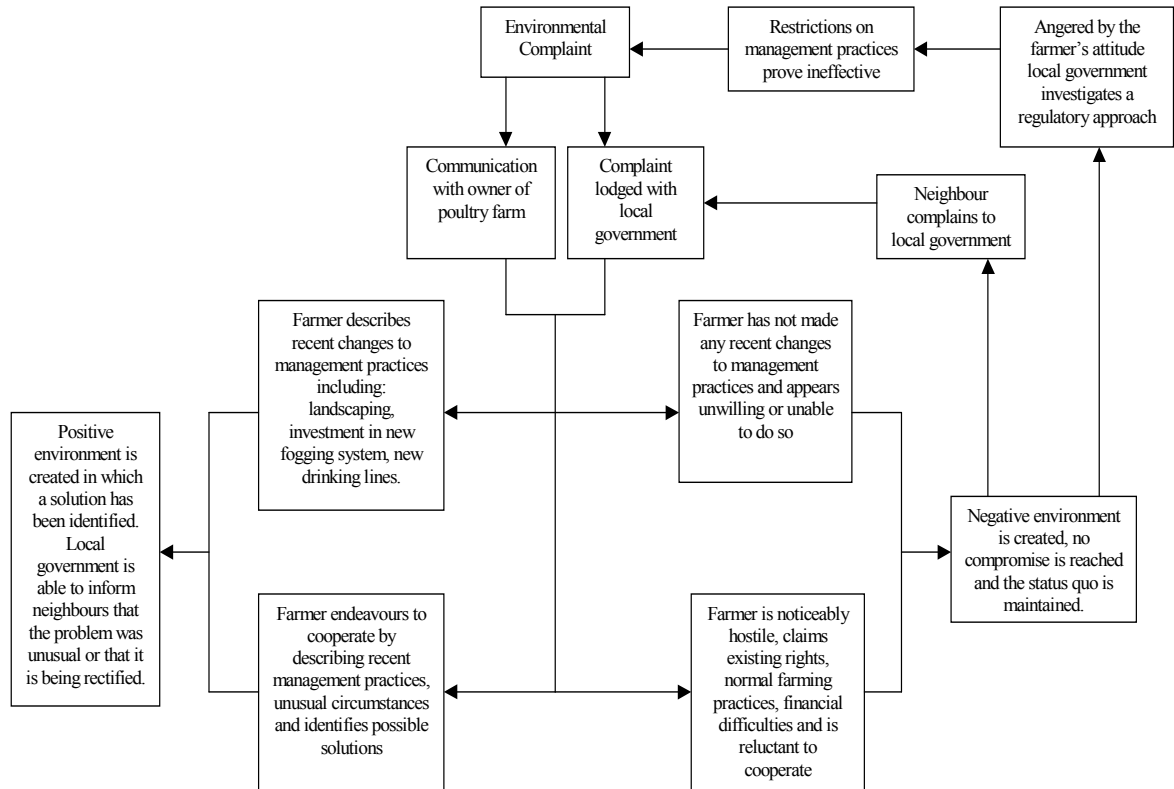 Environmental
Complaint
Restrictions on
management practices
prove ineffective
Angered by the
farmer's attitude
local government
investigates a
regulatory approach
Communication
with owner of
poultry farm
Complaint
lodged with
local
government
Neighbour
complains to
local government
Farmer describes
recent changes to
management practices
including:
landscaping,
investment in new
fogging system, new
drinking lines.
Farmer has not made
any recent changes
to management
practices and appears
unwilling or unable
to do so
Positive
environment is
created in which
a solution has
been identified.
Local
government is
able to inform
neighbours that
the problem was
unusual or that it
is being rectified.
Negative environment
is created, no
compromise is reached
and the status quo is
maintained.
Farmer endeavours to
cooperate by
describing recent
management practices,
unusual circumstances
and identifies possible
solutions
Farmer is noticeably
hostile, claims
existing rights,
normal farming
practices, financial
difficulties and is
reluctant to
cooperate